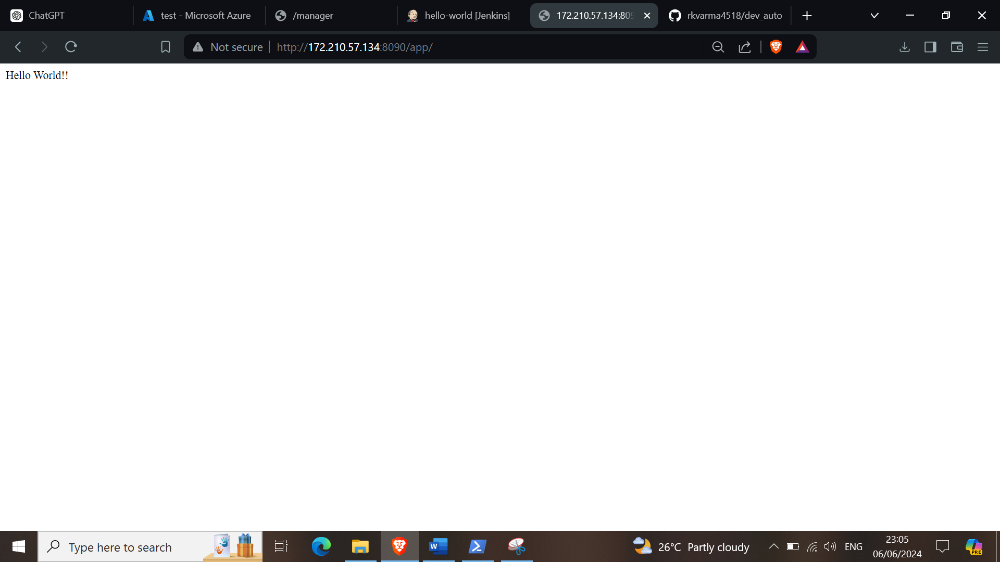 ChatGPT
test - Microsoft Azure
/manager
hello-world [Jenkins]
172.210.57.134:809
rkvarma4518/dev_auto
Not secure
http://172.210.57.134:8090/app/
Hello World!!
Type here to search
W
26°C Partly cloudy
ENG
23:05
06/06/2024
PRE